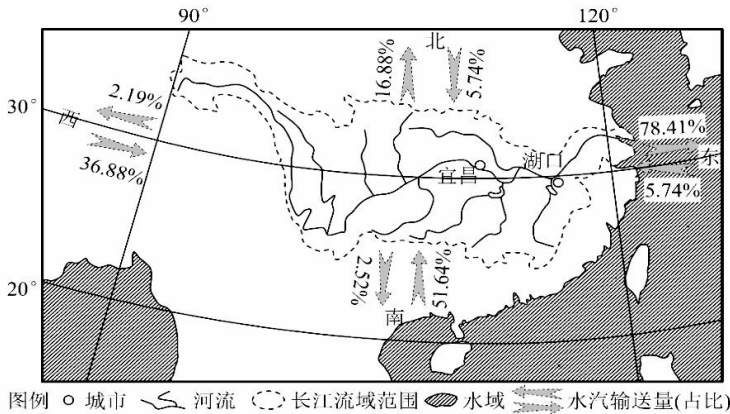 90°
120°
北
16.88%
5.74%
30°
西
2.19%
36.88%
湖口
宜昌
78.41%
东
5.74%
20°
2.52%
51.64%
南
图例 城市 河流 长江流域范围 水域 水汽输送量(占比)